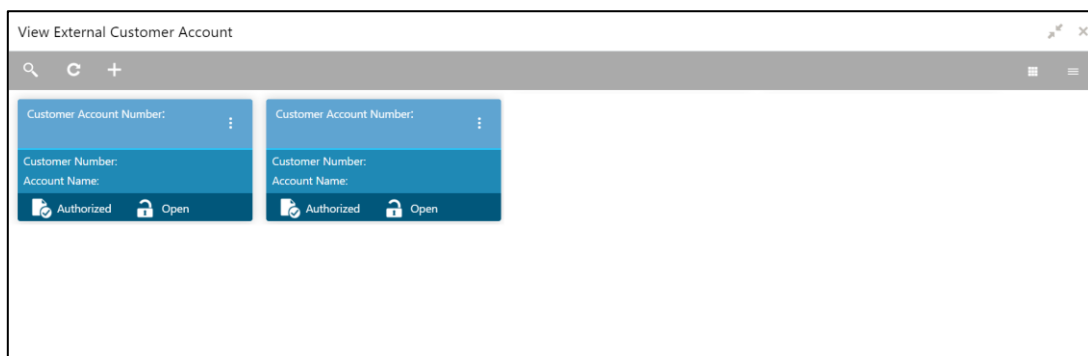 View External Customer Account
Customer Account Number:
Customer Number:
Account Name:
Authorized Open
Customer Account Number:
Customer Number:
Account Name:
Authorized Open